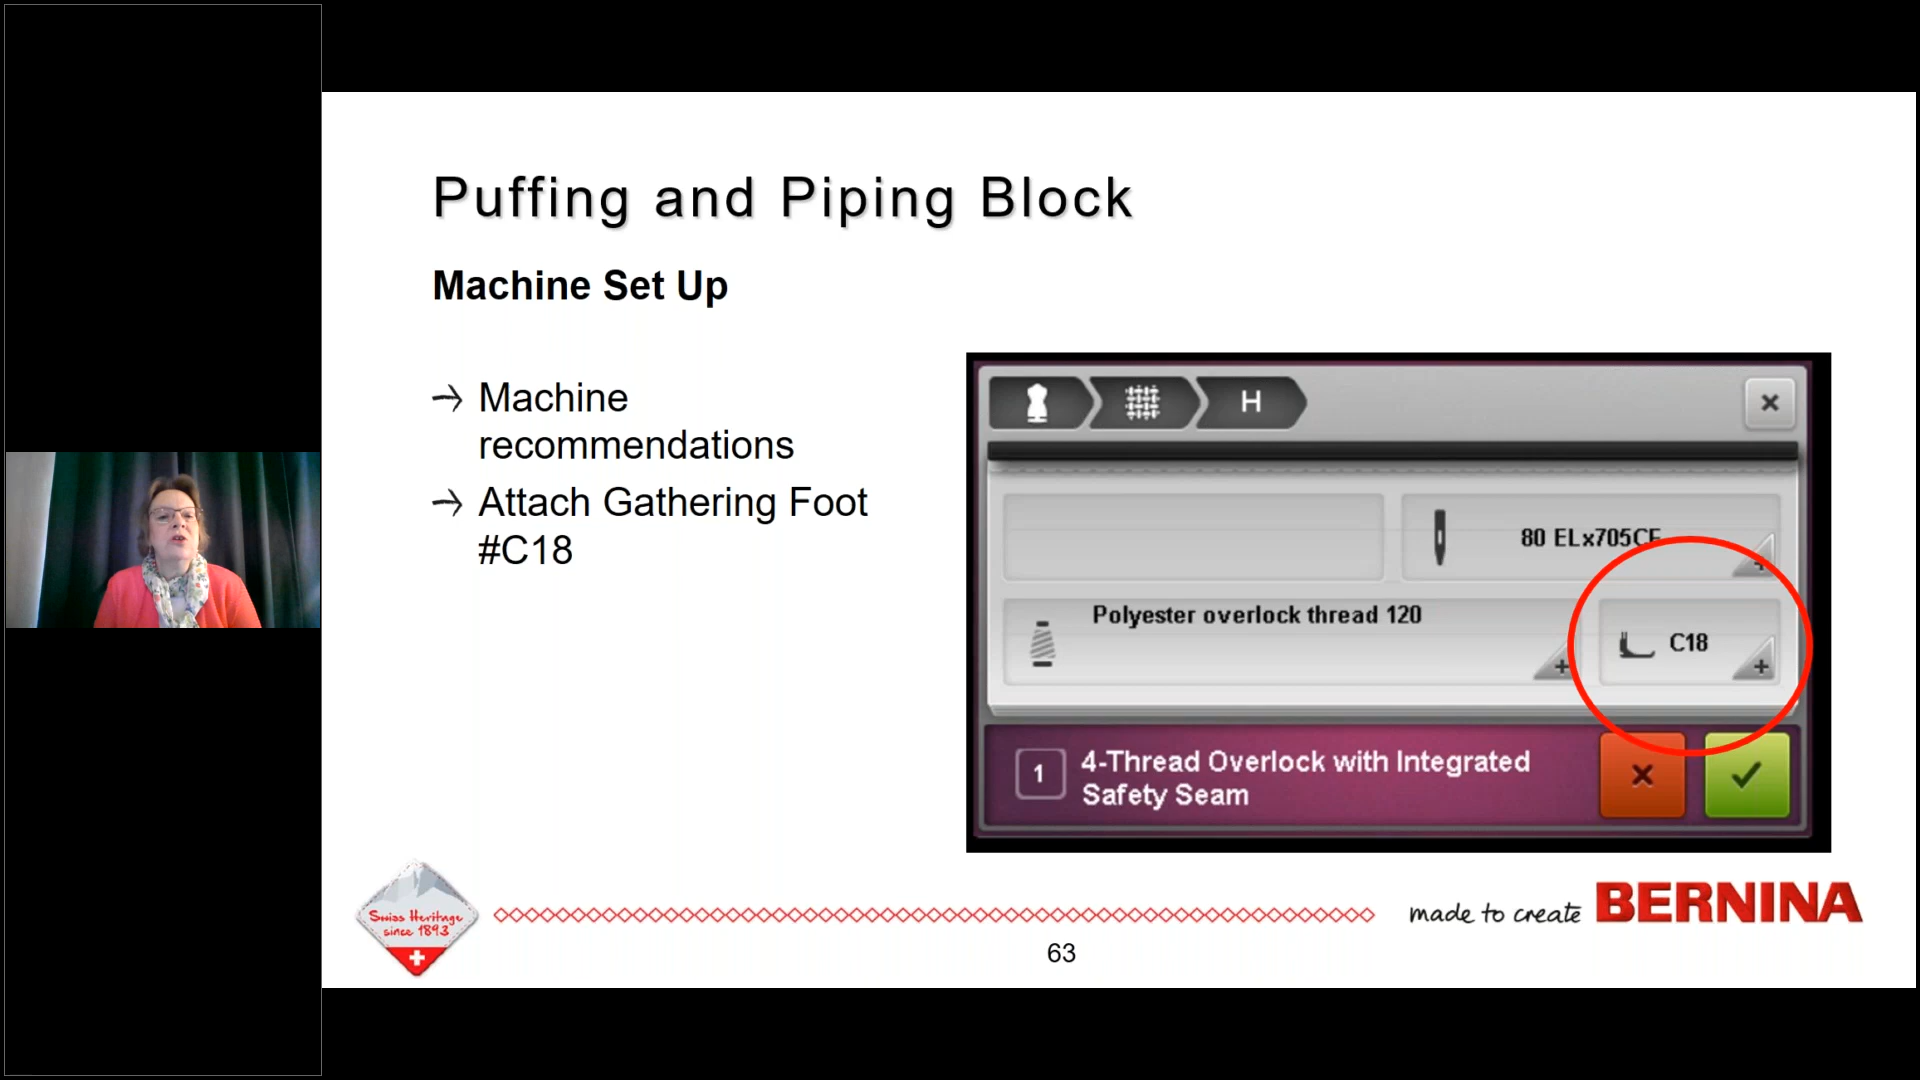 Puffing and Piping Block
Machine Set Up
Machine
recommendations
Attach Gathering Foot
#C18
H
80 ELx705CF
Polyester overlock thread 120
C18
1
4-Thread Overlock with Integrated
Safety Seam
Swiss Heritage
since 1893
made to create BERNINA
63